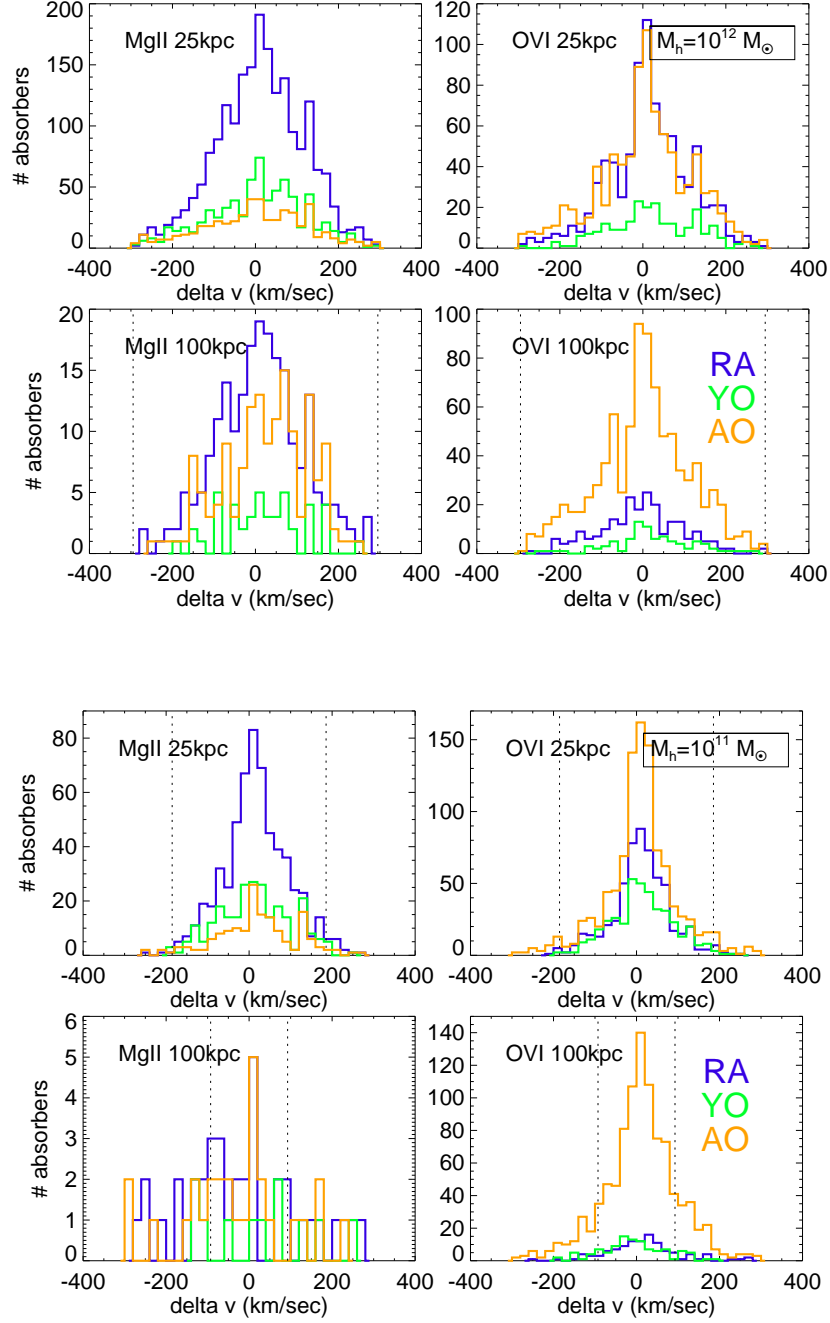 MgII 25kpc
200
150
100
50
0
# absorbers
-400 -200 0 200 400
delta v (km/sec)
OVI 25kpc
M_h=10^12 M_☉
120
100
80
60
40
20
0
-400 -200 0 200 400
delta v (km/sec)
MgII 100kpc
20
15
10
5
0
# absorbers
-400 -200 0 200 400
delta v (km/sec)
OVI 100kpc
RA
YO
AO
100
80
60
40
20
0
-400 -200 0 200 400
delta v (km/sec)
MgII 25kpc
80
60
40
20
0
# absorbers
-400 -200 0 200 400
delta v (km/sec)
OVI 25kpc
M_h=10^11 M_☉
150
100
50
0
-400 -200 0 200 400
delta v (km/sec)
MgII 100kpc
6
5
4
3
2
1
0
# absorbers
-400 -200 0 200 400
delta v (km/sec)
OVI 100kpc
RA
YO
AO
140
120
100
80
60
40
20
0
-400 -200 0 200 400
delta v (km/sec)